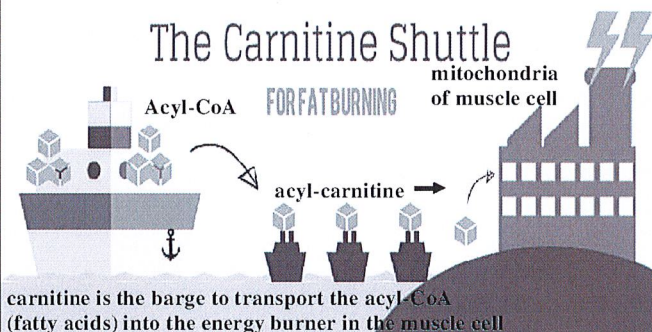 The Carnitine Shuttle
FOR FAT BURNING
mitochondria
of muscle cell
Acyl-CoA
acyl-carnitine
carnitine is the barge to transport the acyl-CoA
(fatty acids) into the energy burner in the muscle cell